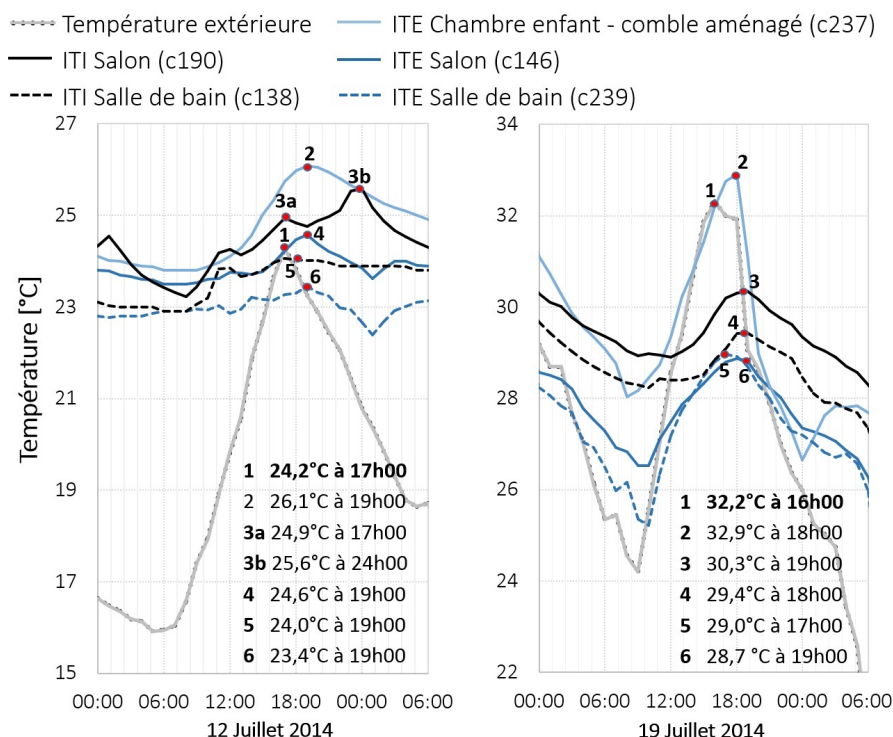 Température extérieure
ITE Chambre enfant - comble aménagé (c237)
ITI Salon (c190)
ITE Salon (c146)
ITI Salle de bain (c138)
ITE Salle de bain (c239)
Température [°C]
27
25
23
21
19
17
15
2
3b
3a
1
4
5
6
1 24,2°C à 17h00
2 26,1°C à 19h00
3a 24,9°C à 17h00
3b 25,6°C à 24h00
4 24,6°C à 19h00
5 24,0°C à 19h00
6 23,4°C à 19h00
00:00 06:00 12:00 18:00 00:00 06:00
12 Juillet 2014
34
32
30
28
26
24
22
2
1
3
4
5
6
1 32,2°C à 16h00
2 32,9°C à 18h00
3 30,3°C à 19h00
4 29,4°C à 18h00
5 29,0°C à 17h00
6 28,7 °C à 19h00
00:00 06:00 12:00 18:00 00:00 06:00
19 Juillet 2014